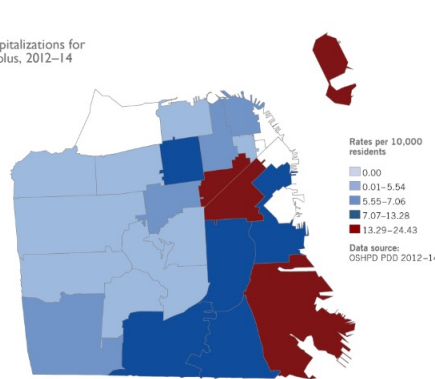 pitalizations for
plus, 2012–14
Rates per 10,000
residents
0.00
0.01–5.54
5.55–7.06
7.07–13.28
13.29–24.43
Data source:
OSHPD PDD 2012–14